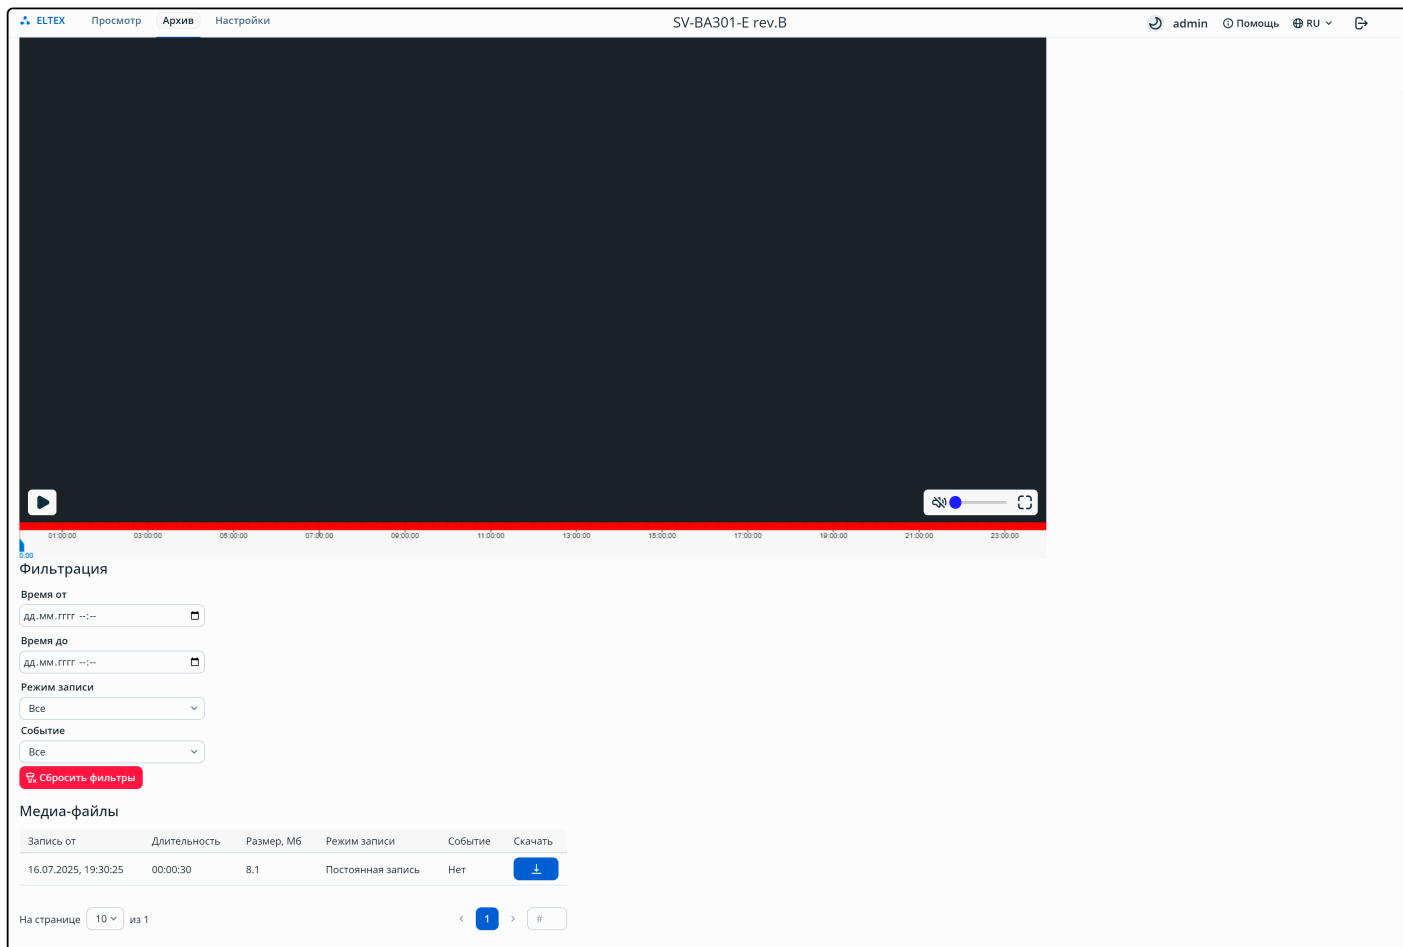 ELTEX Просмотр Архив Настройки SV-BA301-E rev.B admin Помощь RU
01:00:00 03:00:00 05:00:00 07:00:00 09:00:00 11:00:00 13:00:00 15:00:00 17:00:00 19:00:00 21:00:00 23:00:00
0:00
Фильтрация
Время от
дд.мм.гггг --:--
Время до
дд.мм.гггг --:--
Режим записи
Все
Событие
Все
Сбросить фильтры
Медиа-файлы
Запись от Длительность Размер, Мб Режим записи Событие Скачать
16.07.2025, 19:30:25 00:00:30 8.1 Постоянная запись Нет
На странице 10 из 1 < 1 > #